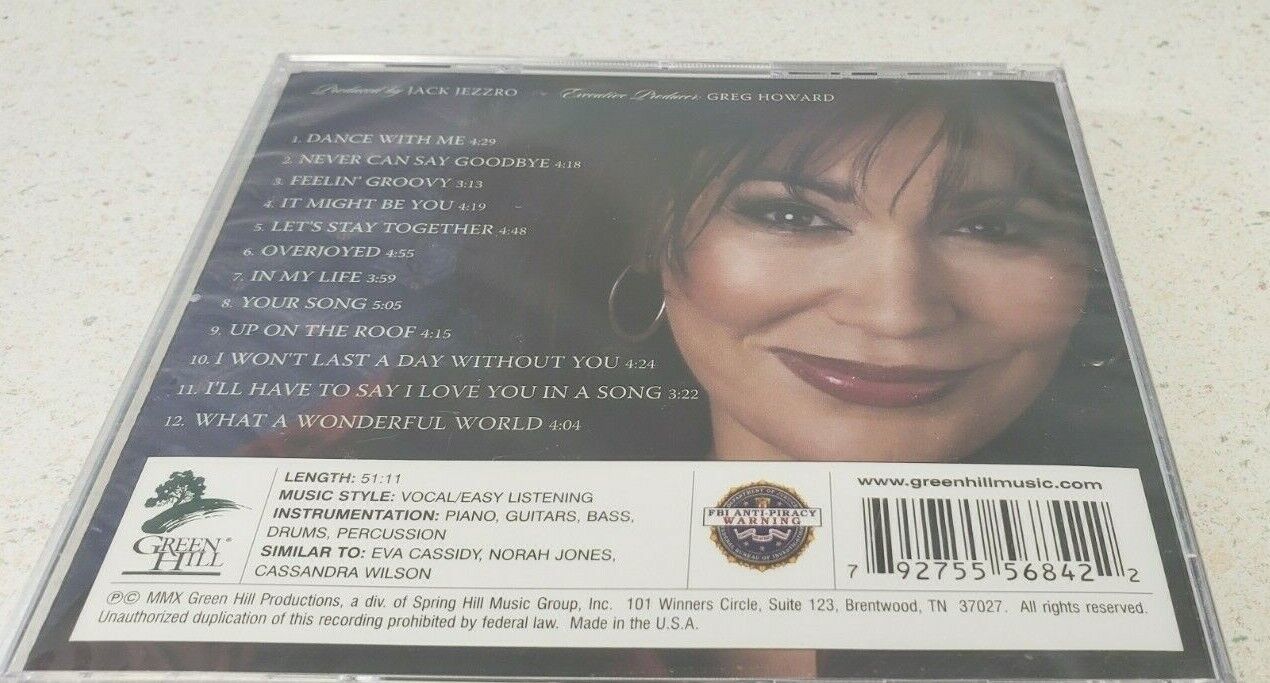 Produced by JACK JEZZRO ~ Executive Producer: GREG HOWARD
1. DANCE WITH ME 4:29
2. NEVER CAN SAY GOODBYE 4:18
3. FEELIN' GROOVY 3:13
4. IT MIGHT BE YOU 4:19
5. LET'S STAY TOGETHER 4:48
6. OVERJOYED 4:55
7. IN MY LIFE 3:59
8. YOUR SONG 5:05
9. UP ON THE ROOF 4:15
10. I WON'T LAST A DAY WITHOUT YOU 4:24
11. I'LL HAVE TO SAY I LOVE YOU IN A SONG 3:22
12. WHAT A WONDERFUL WORLD 4:04
GREEN HILL®
LENGTH: 51:11
MUSIC STYLE: VOCAL/EASY LISTENING
INSTRUMENTATION: PIANO, GUITARS, BASS,
DRUMS, PERCUSSION
SIMILAR TO: EVA CASSIDY, NORAH JONES,
CASSANDRA WILSON
DEPARTMENT OF JUSTICE
FBI ANTI-PIRACY
WARNING
BUREAU OF INVESTIGATION
www.greenhillmusic.com
7 92755 56842 2
℗© MMX Green Hill Productions, a div. of Spring Hill Music Group, Inc. 101 Winners Circle, Suite 123, Brentwood, TN 37027. All rights reserved.
Unauthorized duplication of this recording prohibited by federal law. Made in the U.S.A.